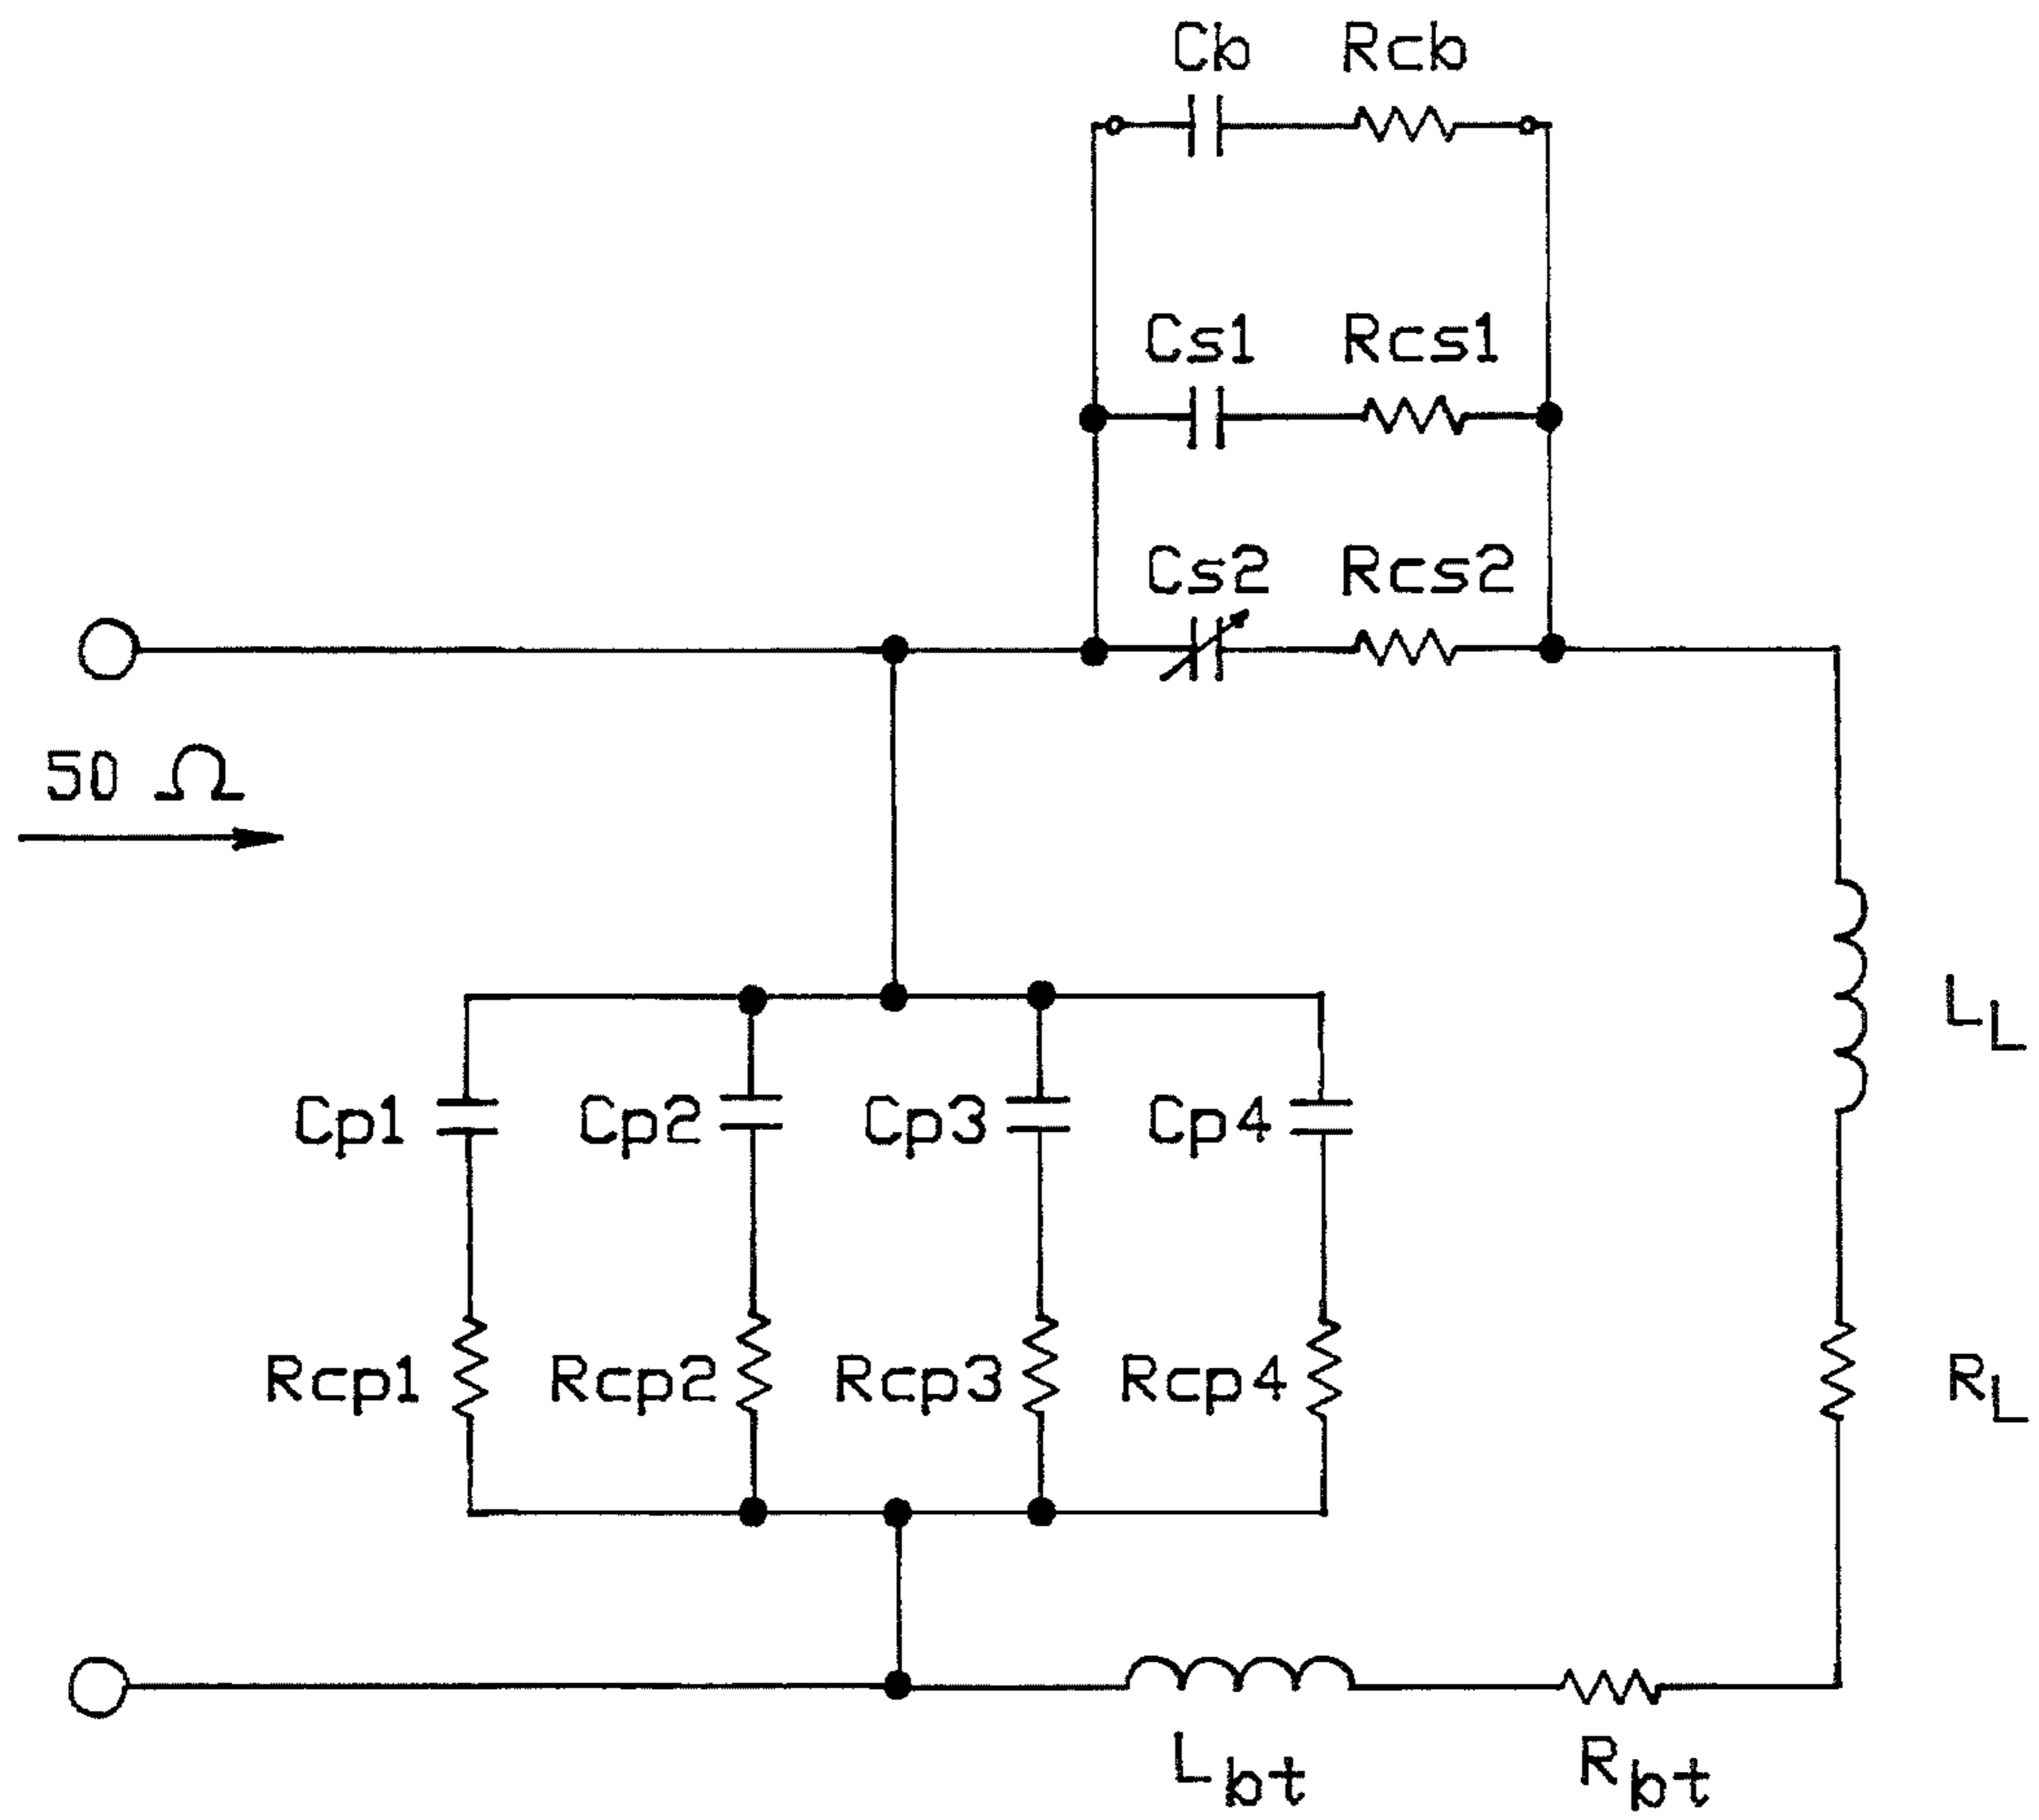 Cb Rcb
Cs1 Rcs1
Cs2 Rcs2
50 Ω
LL
Cp1 Cp2 Cp3 Cp4
Rcp1 Rcp2 Rcp3 Rcp4 RL
Lbt Rbt